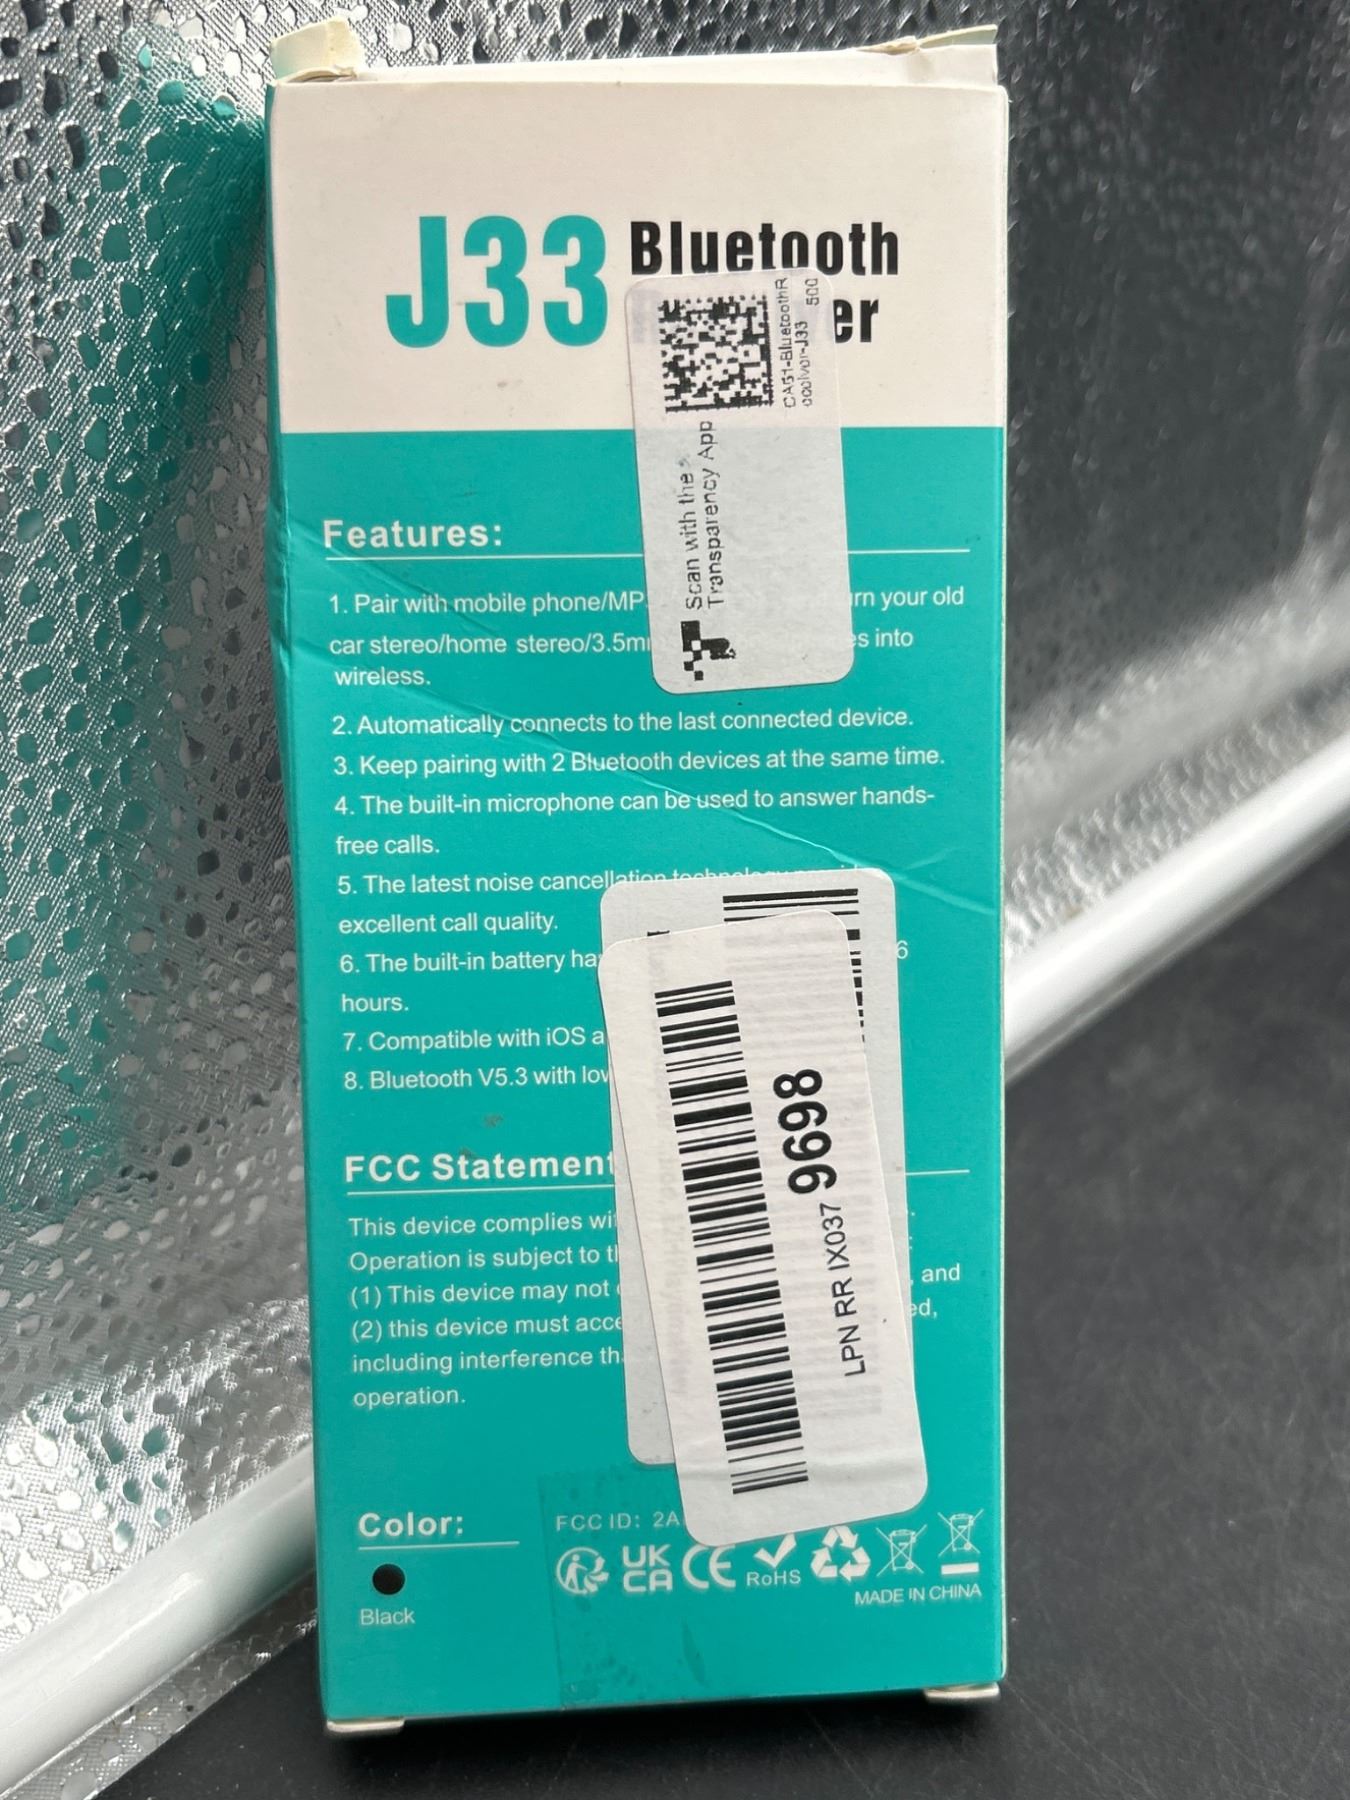 J33 Bluetooth
er
CA51-BluetoothR
500
Scan with the
Transparency App
Features:
1. Pair with mobile phone/MP rn your old
car stereo/home stereo/3.5m es into
wireless.
2. Automatically connects to the last connected device.
3. Keep pairing with 2 Bluetooth devices at the same time.
4. The built-in microphone can be used to answer hands-
free calls.
5. The latest noise cancellation technology
excellent call quality.
6. The built-in battery ha 6
hours.
7. Compatible with iOS a
8. Bluetooth V5.3 with low
LPN RR IX037 9698
FCC Statement
This device complies wi
Operation is subject to t
(1) This device may not , and
(2) this device must acce ed,
including interference th
operation.
Color:
Black
FCC ID: 2A
UK
CA
CE
RoHS
MADE IN CHINA